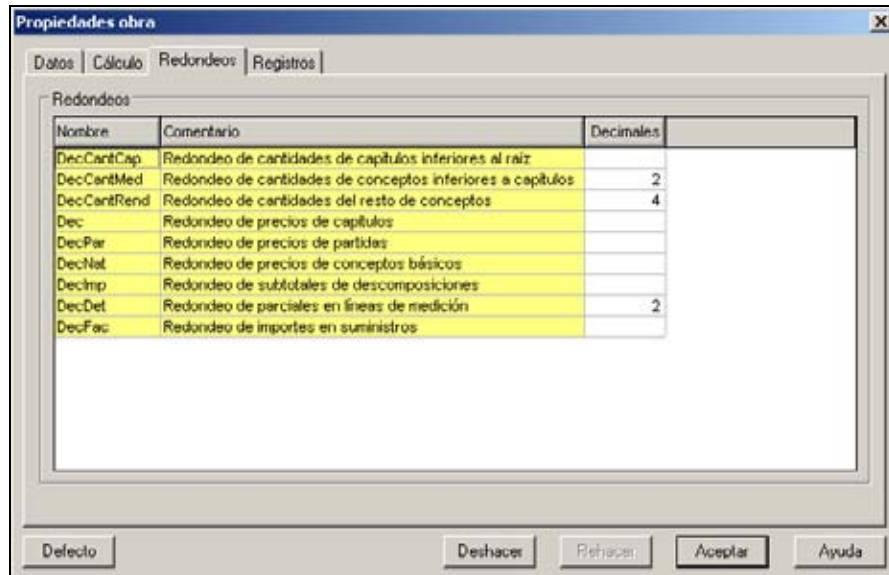 Propiedades obra
Datos Cálculo Redondeos Registros
Redondeos
Nombre Comentario Decimales
DecCantCap Redondeo de cantidades de capítulos inferiores al raíz
DecCantMed Redondeo de cantidades de conceptos inferiores a capítulos 2
DecCantRend Redondeo de cantidades del resto de conceptos 4
Dec Redondeo de precios de capítulos
DecPar Redondeo de precios de partidas
DecNat Redondeo de precios de conceptos básicos
DecImp Redondeo de subtotales de descomposiciones
DecDet Redondeo de parciales en líneas de medición 2
DecFac Redondeo de importes en suministros
Defecto Deshacer Rehacer Aceptar Ayuda